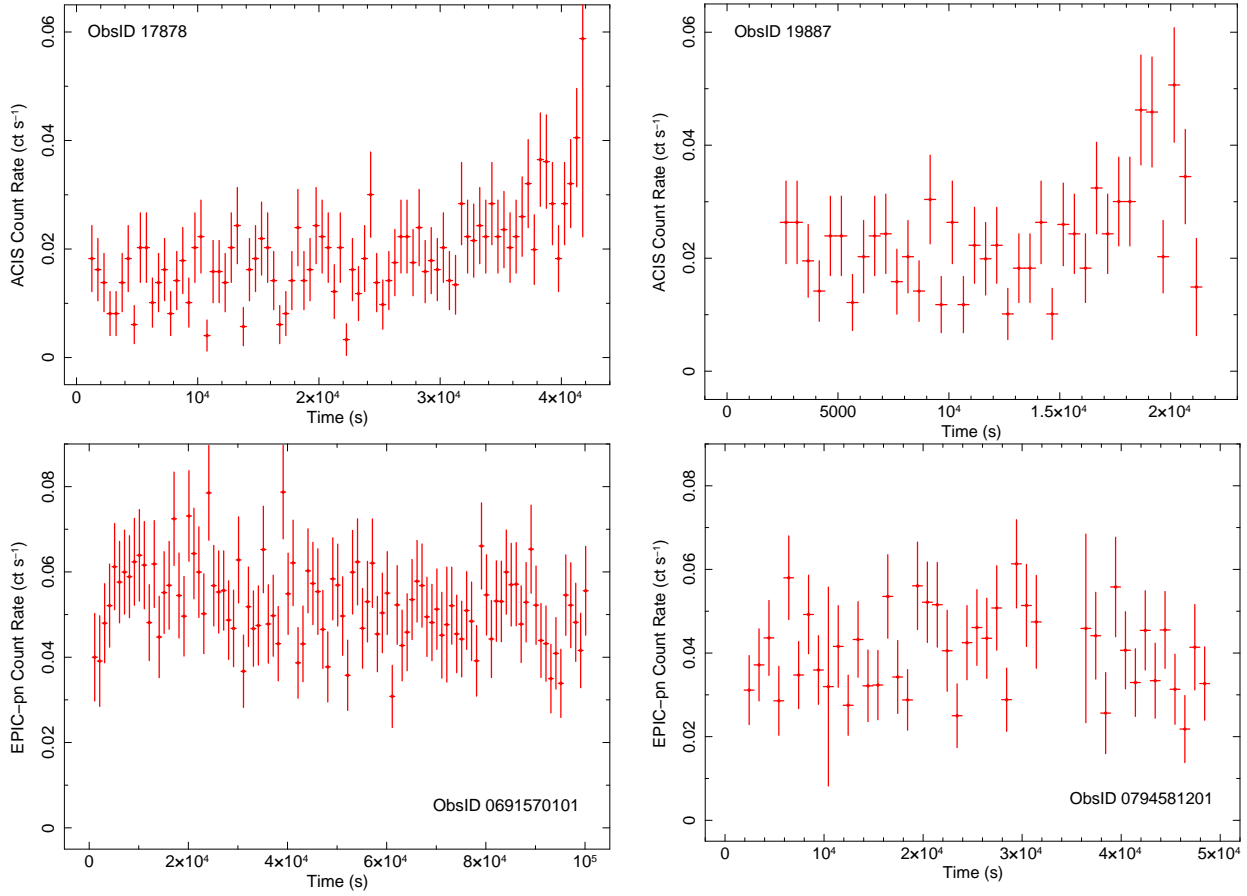 ObsID 17878
ACIS Count Rate (ct s⁻¹)
0 0.02 0.04 0.06
10⁴ 2×10⁴ 3×10⁴ 4×10⁴
0
Time (s)
ObsID 19887
ACIS Count Rate (ct s⁻¹)
0 0.02 0.04 0.06
0 5000 10⁴ 1.5×10⁴ 2×10⁴
Time (s)
ObsID 0691570101
EPIC−pn Count Rate (ct s⁻¹)
0 0.02 0.04 0.06 0.08
0 2×10⁴ 4×10⁴ 6×10⁴ 8×10⁴ 10⁵
Time (s)
ObsID 0794581201
EPIC−pn Count Rate (ct s⁻¹)
0 0.02 0.04 0.06 0.08
0 10⁴ 2×10⁴ 3×10⁴ 4×10⁴ 5×10⁴
Time (s)